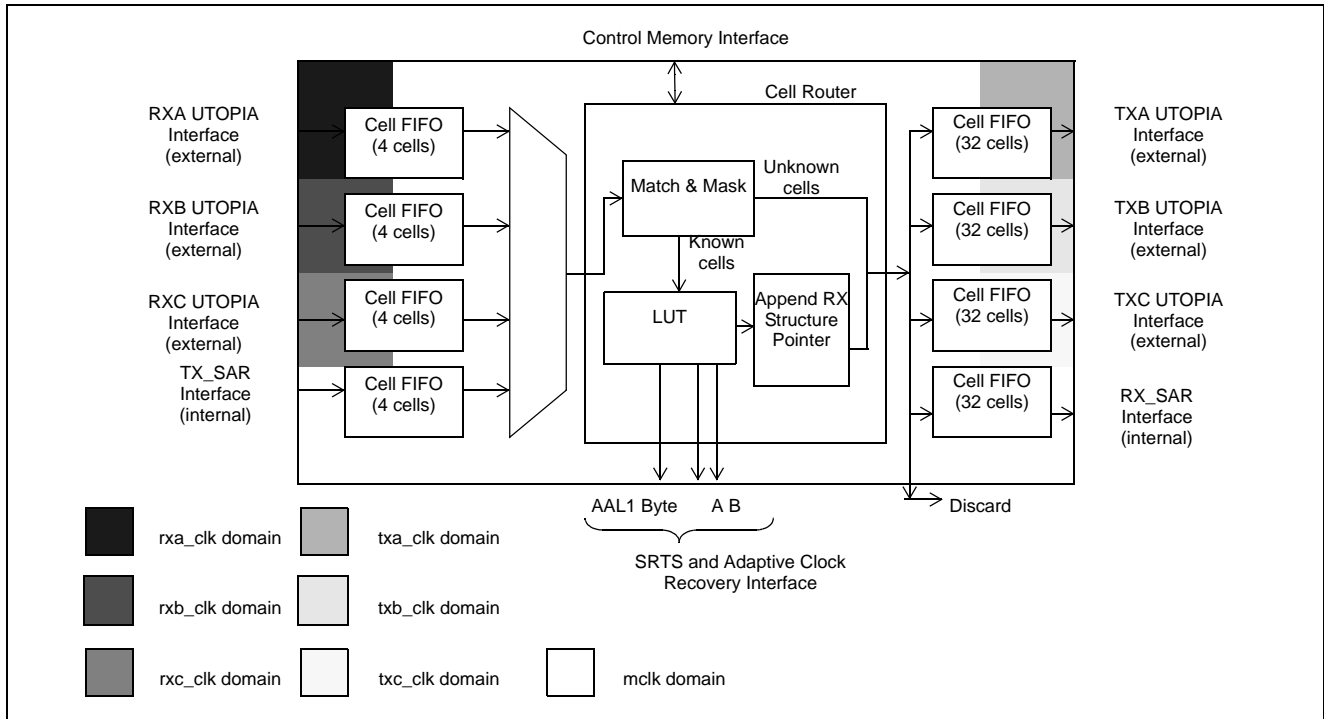 Control Memory Interface
RXA UTOPIA
Interface
(external)
RXB UTOPIA
Interface
(external)
RXC UTOPIA
Interface
(external)
TX_SAR
Interface
(internal)
Cell FIFO
(4 cells)
Cell FIFO
(4 cells)
Cell FIFO
(4 cells)
Cell FIFO
(4 cells)
Cell Router
Match & Mask
Unknown
cells
Known
cells
LUT
Append RX
Structure
Pointer
Cell FIFO
(32 cells)
Cell FIFO
(32 cells)
Cell FIFO
(32 cells)
Cell FIFO
(32 cells)
TXA UTOPIA
Interface
(external)
TXB UTOPIA
Interface
(external)
TXC UTOPIA
Interface
(external)
RX_SAR
Interface
(internal)
AAL1 Byte
A B
Discard
SRTS and Adaptive Clock
Recovery Interface
rxa_clk domain
txa_clk domain
rxb_clk domain
txb_clk domain
rxc_clk domain
txc_clk domain
mclk domain